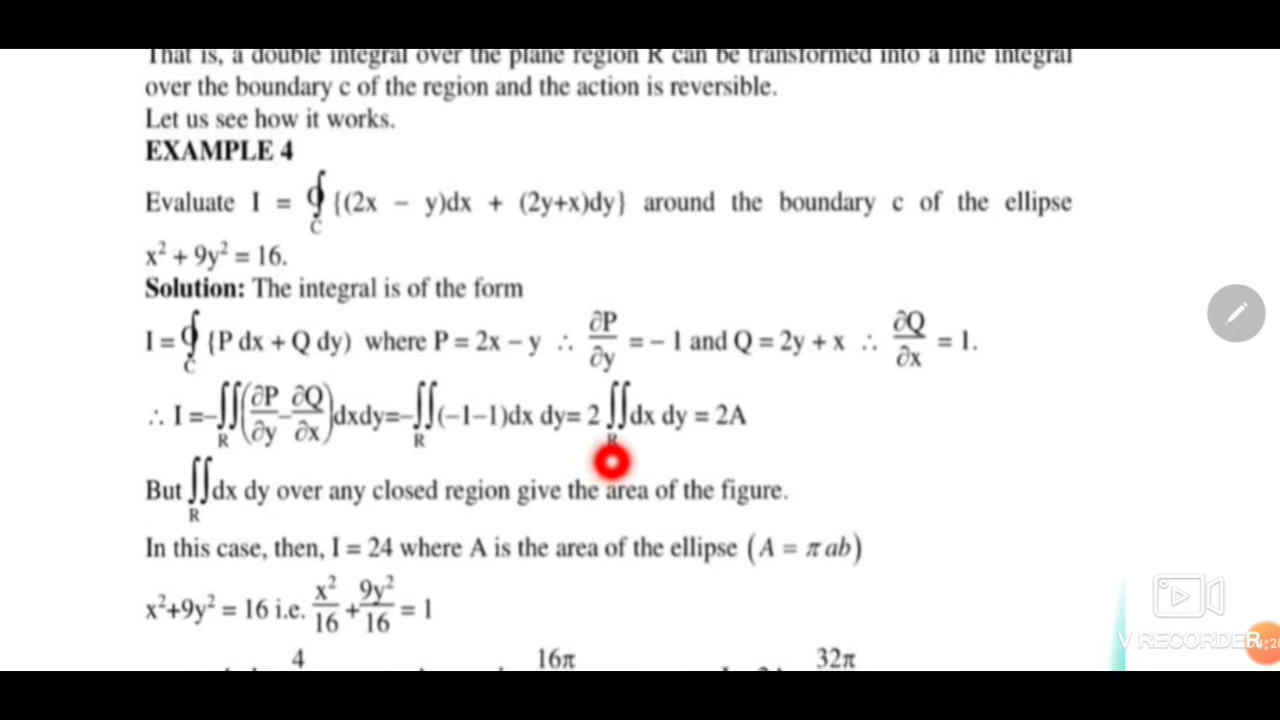 That is, a double integral over the plane region R can be transformed into a line integral
over the boundary c of the region and the action is reversible.
Let us see how it works.
EXAMPLE 4
Evaluate I = ∮_C {(2x − y)dx + (2y+x)dy} around the boundary c of the ellipse
x² + 9y² = 16.
Solution: The integral is of the form
I = ∮_C {P dx + Q dy) where P = 2x − y ∴ ∂P/∂y = − 1 and Q = 2y + x ∴ ∂Q/∂x = 1.
∴ I =−∬_R(∂P/∂y − ∂Q/∂x)dxdy=−∬_R(−1−1)dx dy= 2 ∬_R dx dy = 2A
But ∬_R dx dy over any closed region give the area of the figure.
In this case, then, I = 24 where A is the area of the ellipse (A = π ab)
x²+9y² = 16 i.e. x²/16 + 9y²/16 = 1
4 16π 32π
V RECORDER